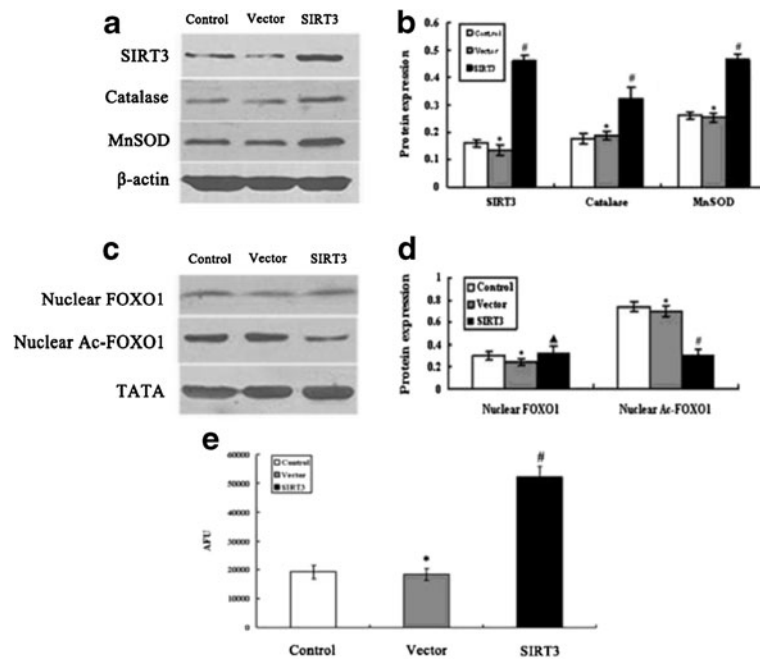 a
Control Vector SIRT3
SIRT3
Catalase
MnSOD
β-actin
b
Protein expression
0.6
0.5
0.4
0.3
0.2
0.1
0
Control
Vector
SIRT3
* #
* #
* #
SIRT3 Catalase MnSOD
c
Control Vector SIRT3
Nuclear FOXO1
Nuclear Ac-FOXO1
TATA
d
Protein expression
1
0.8
0.6
0.4
0.2
0
Control
Vector
SIRT3
* ▲
* #
Nuclear FOXO1 Nuclear Ac-FOXO1
e
AFU
60000
50000
40000
30000
20000
10000
0
Control
Vector
SIRT3
* #
Control Vector SIRT3